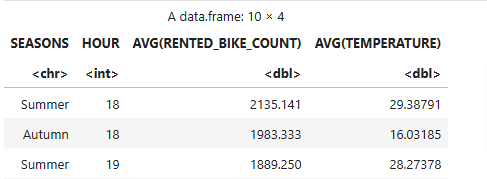 A data.frame: 10 × 4
SEASONS HOUR AVG(RENTED_BIKE_COUNT) AVG(TEMPERATURE)
<chr> <int> <dbl> <dbl>
Summer 18 2135.141 29.38791
Autumn 18 1983.333 16.03185
Summer 19 1889.250 28.27378